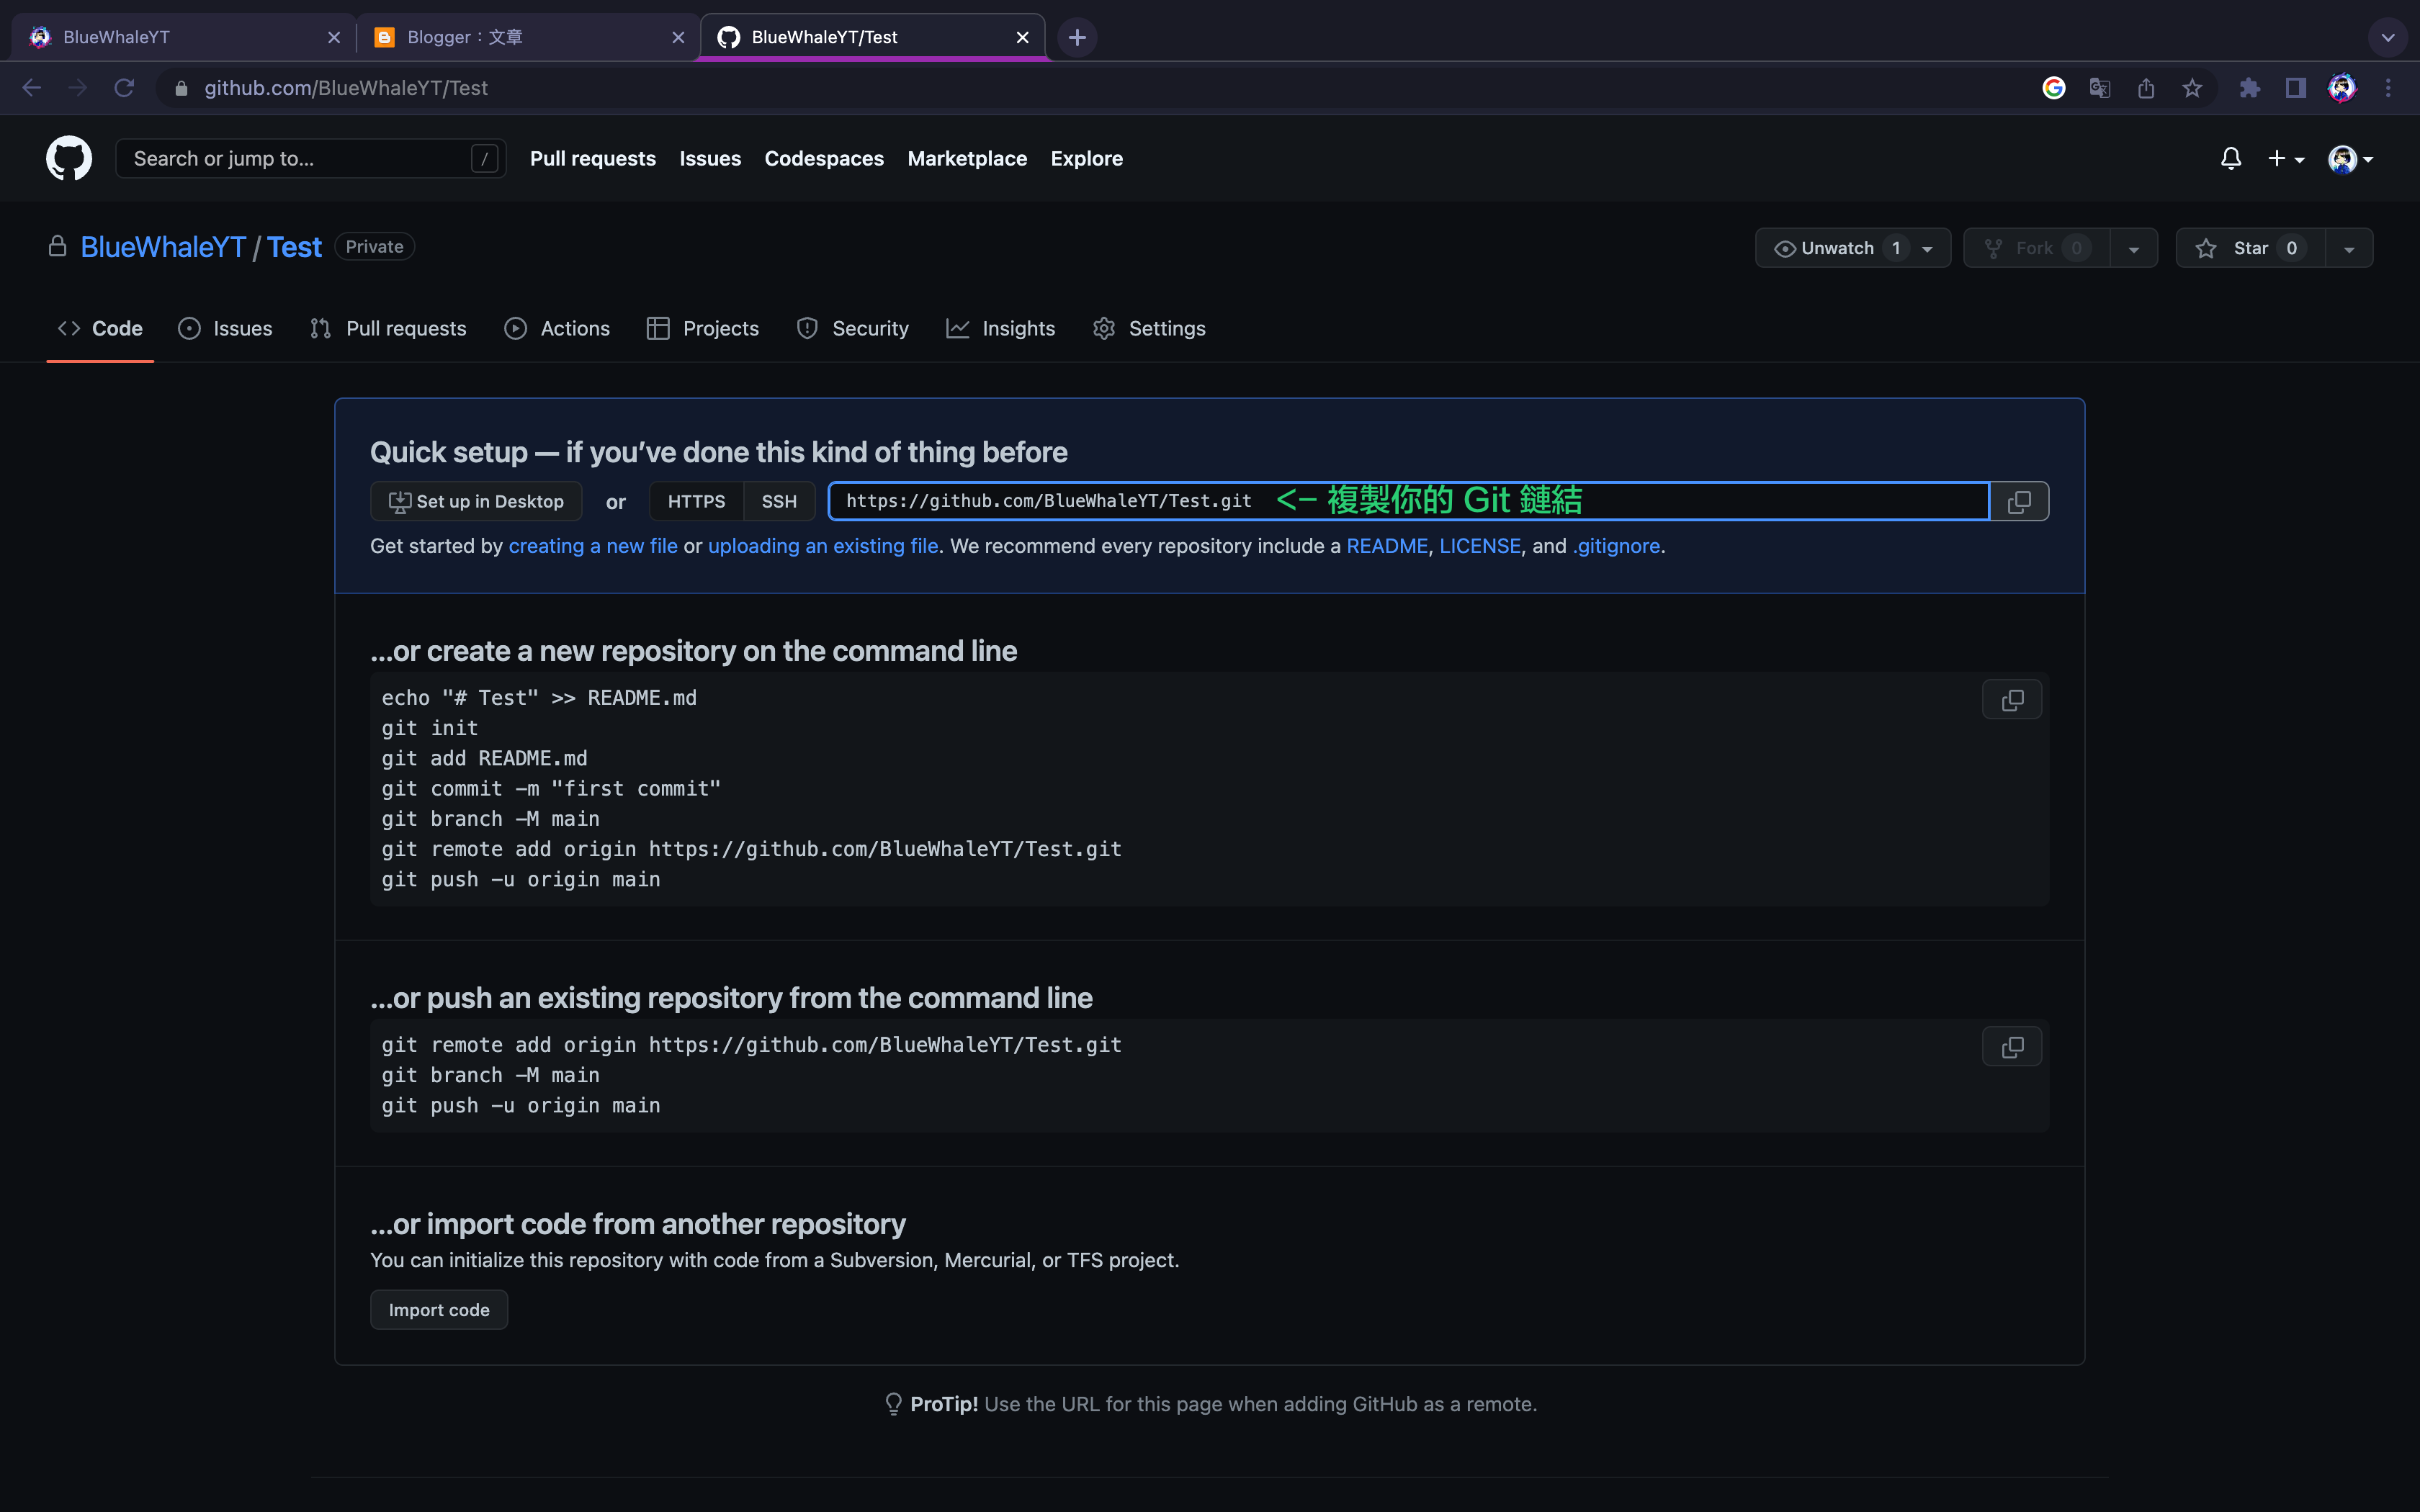 BlueWhaleYT
Blogger：文章
BlueWhaleYT/Test
github.com/BlueWhaleYT/Test
Search or jump to...
/
Pull requests
Issues
Codespaces
Marketplace
Explore
BlueWhaleYT / Test
Private
Unwatch 1
Fork 0
Star 0
Code
Issues
Pull requests
Actions
Projects
Security
Insights
Settings
Quick setup — if you’ve done this kind of thing before
Set up in Desktop
or
HTTPS
SSH
https://github.com/BlueWhaleYT/Test.git
<- 複製你的 Git 鏈結
Get started by creating a new file or uploading an existing file. We recommend every repository include a README, LICENSE, and .gitignore.
…or create a new repository on the command line
echo "# Test" >> README.md
git init
git add README.md
git commit -m "first commit"
git branch -M main
git remote add origin https://github.com/BlueWhaleYT/Test.git
git push -u origin main
…or push an existing repository from the command line
git remote add origin https://github.com/BlueWhaleYT/Test.git
git branch -M main
git push -u origin main
…or import code from another repository
You can initialize this repository with code from a Subversion, Mercurial, or TFS project.
Import code
ProTip! Use the URL for this page when adding GitHub as a remote.